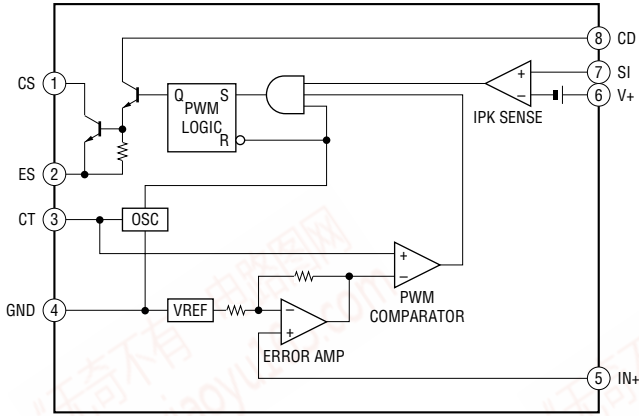 8 CD
7 SI
CS 1
Q S
+
6 V+
PWM
−
LOGIC
IPK SENSE
R
ES 2
CT 3
OSC
+
−
GND 4
VREF
−
PWM
COMPARATOR
+
ERROR AMP
5 IN+